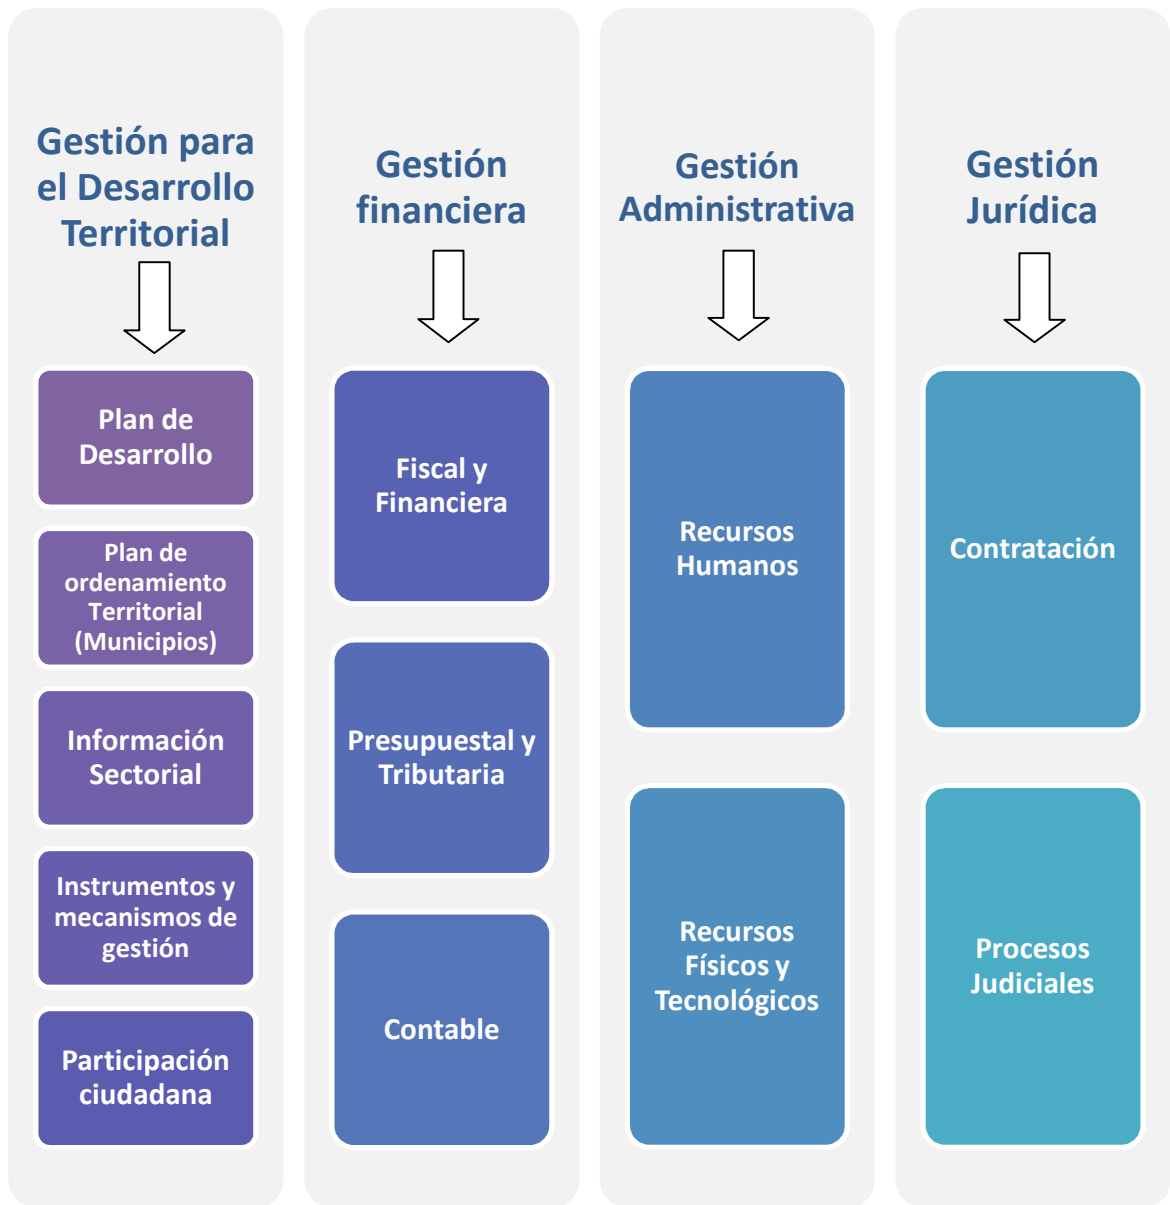 Gestión para
el Desarrollo
Territorial
Plan de
Desarrollo
Plan de
ordenamiento
Territorial
(Municipios)
Información
Sectorial
Instrumentos y
mecanismos de
gestión
Participación
ciudadana
Gestión
financiera
Fiscal y
Financiera
Presupuestal y
Tributaria
Contable
Gestión
Administrativa
Recursos
Humanos
Recursos
Físicos y
Tecnológicos
Gestión
Jurídica
Contratación
Procesos
Judiciales